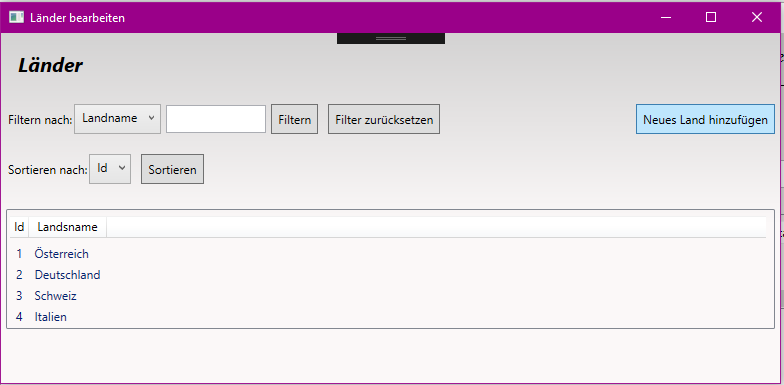 Länder bearbeiten
Länder
Filtern nach: Landname Filtern Filter zurücksetzen Neues Land hinzufügen
Sortieren nach: Id Sortieren
Id Landsname
1 Österreich
2 Deutschland
3 Schweiz
4 Italien